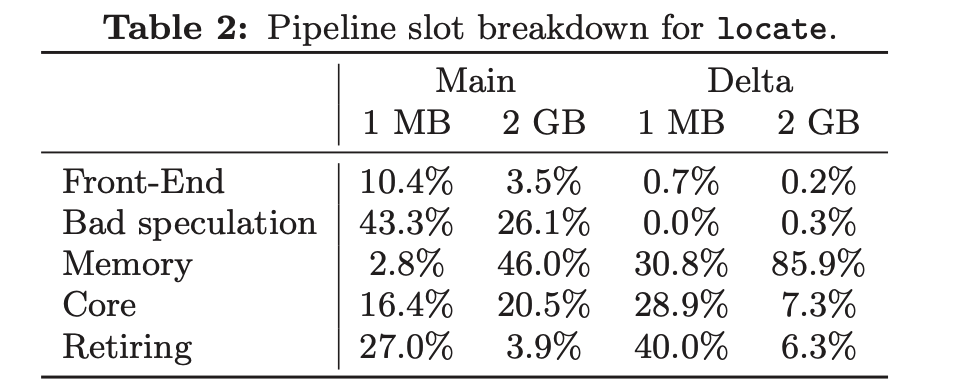 Table 2: Pipeline slot breakdown for locate.
Main Delta
1 MB 2 GB 1 MB 2 GB
Front-End 10.4% 3.5% 0.7% 0.2%
Bad speculation 43.3% 26.1% 0.0% 0.3%
Memory 2.8% 46.0% 30.8% 85.9%
Core 16.4% 20.5% 28.9% 7.3%
Retiring 27.0% 3.9% 40.0% 6.3%